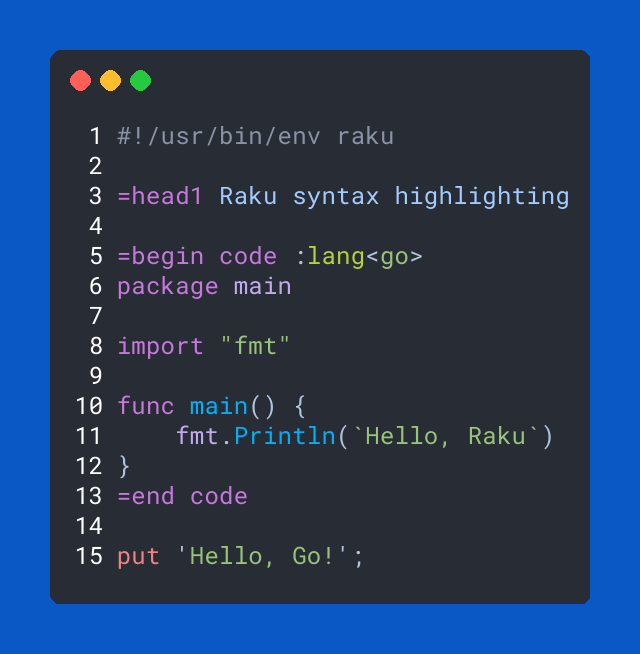 1 #!/usr/bin/env raku
2
3 =head1 Raku syntax highlighting
4
5 =begin code :lang<go>
6 package main
7
8 import "fmt"
9
10 func main() {
11     fmt.Println(`Hello, Raku`)
12 }
13 =end code
14
15 put 'Hello, Go!';